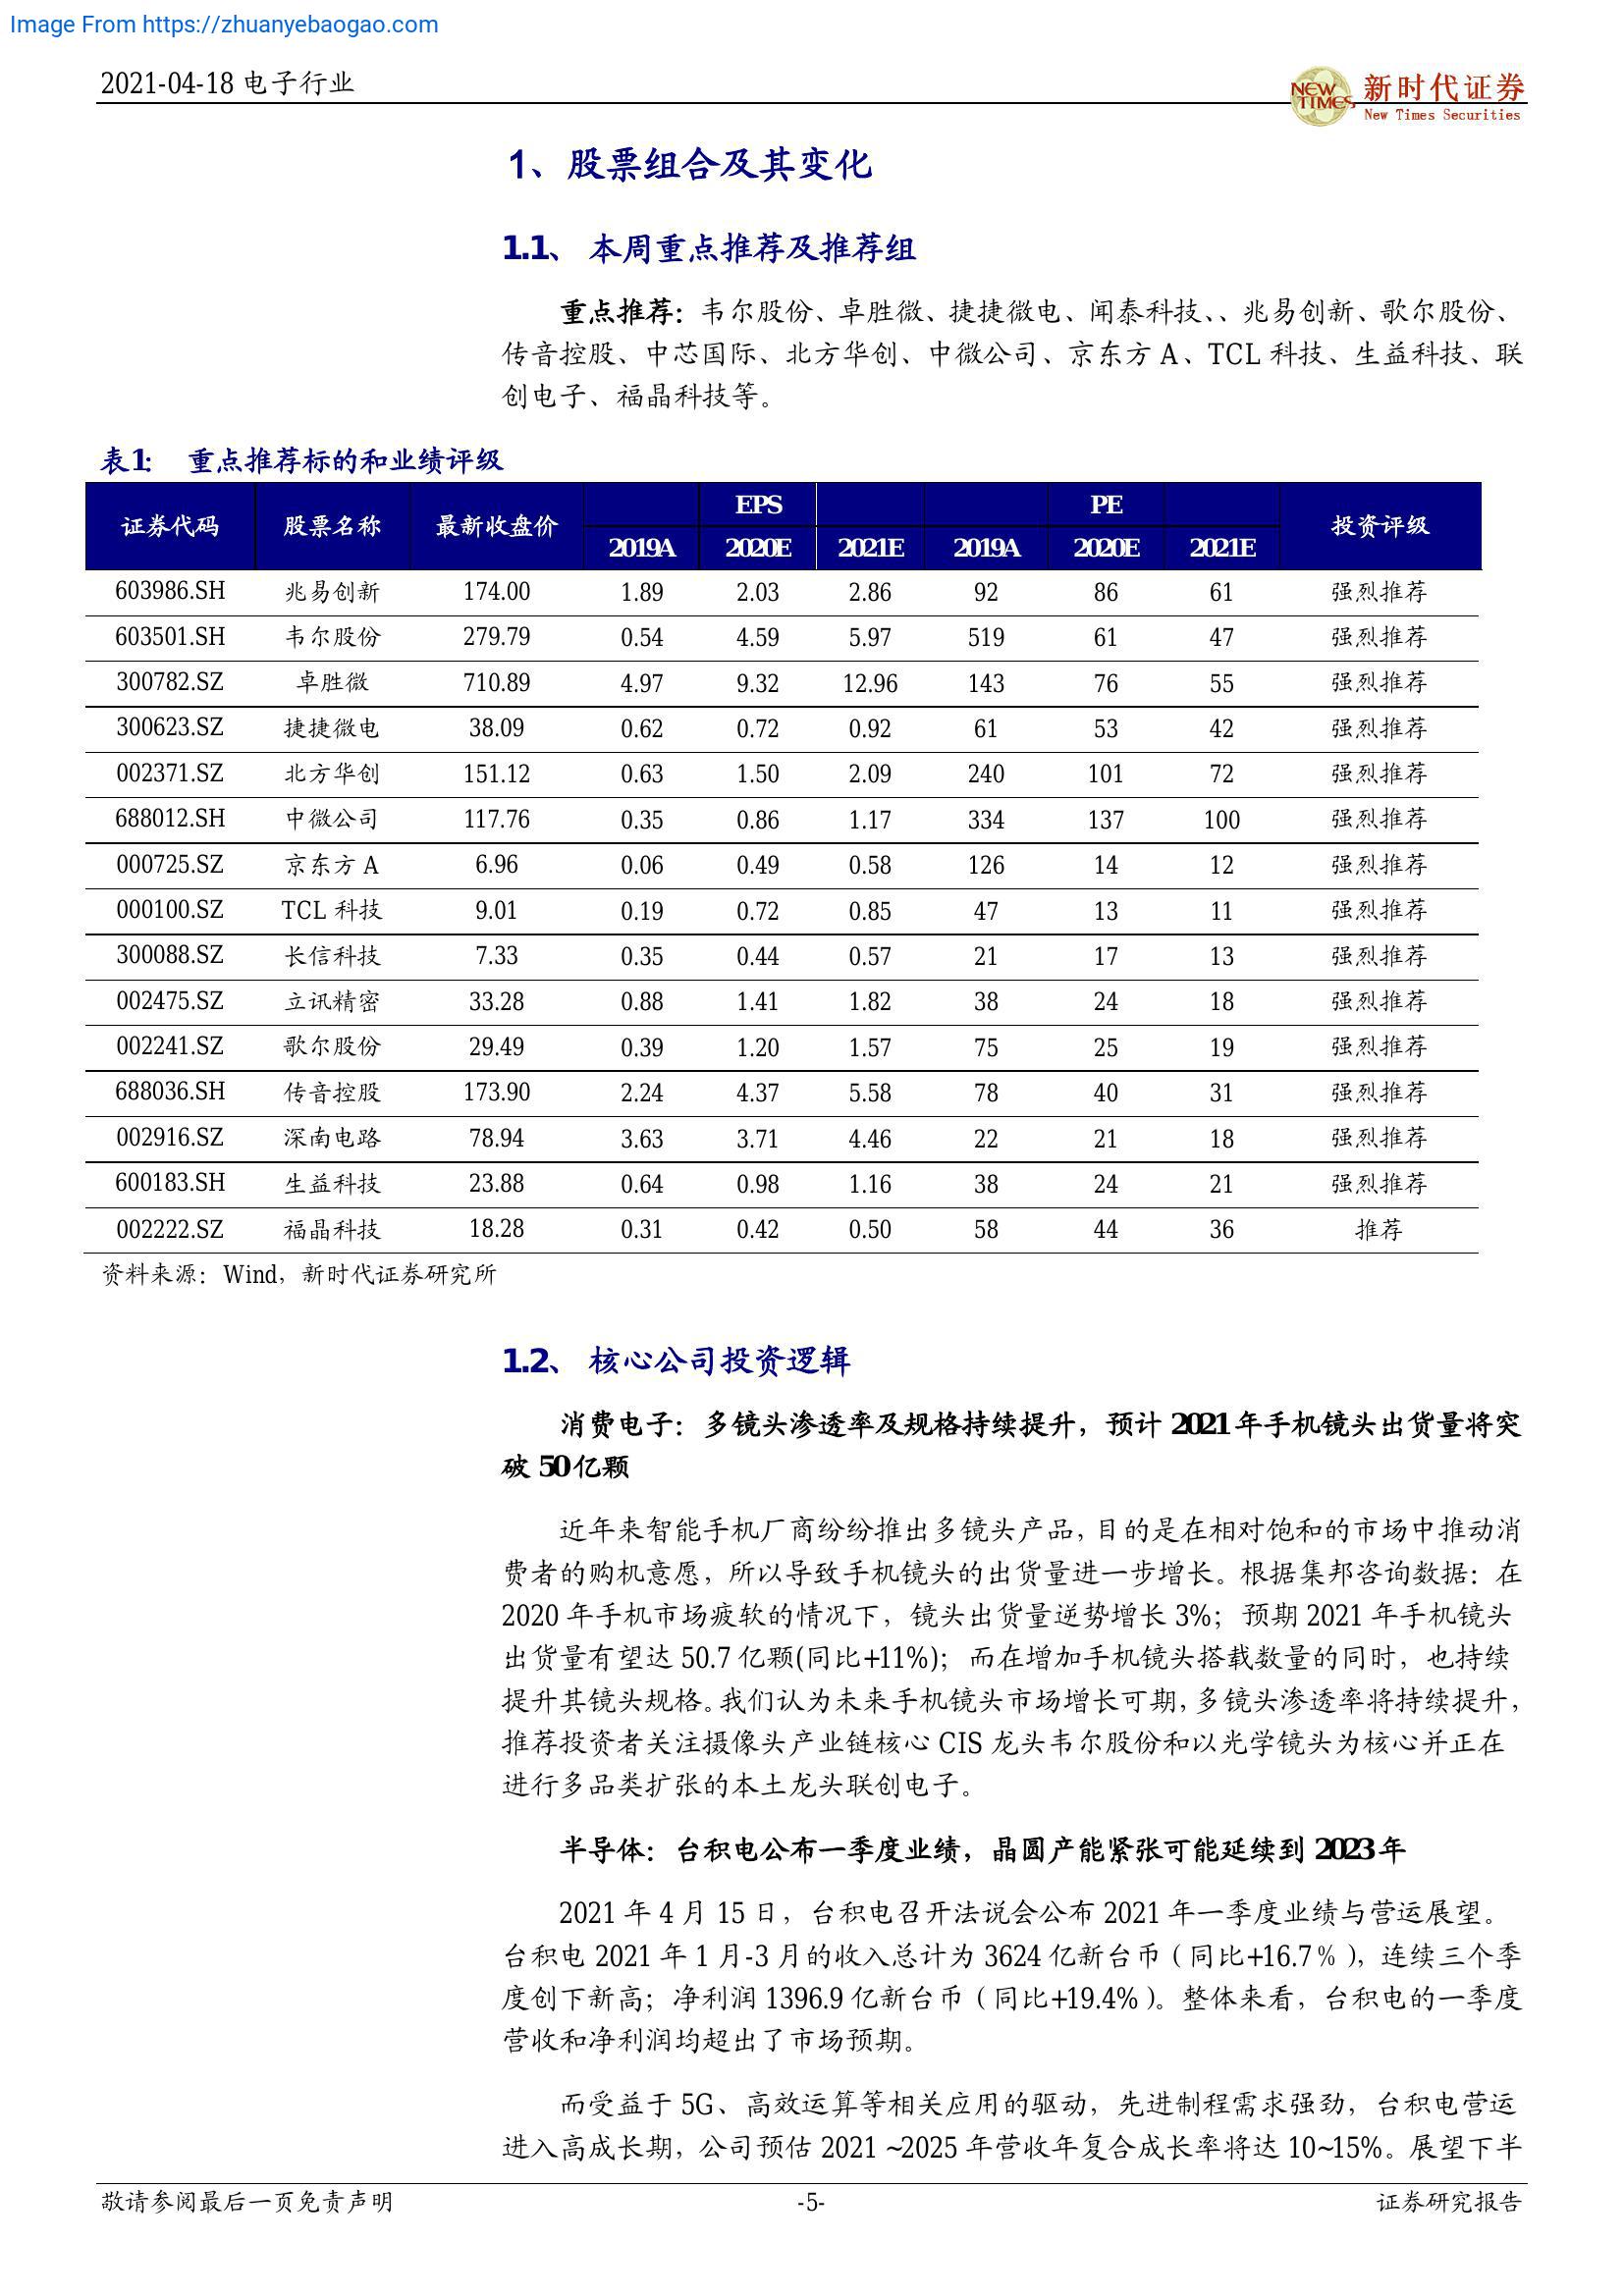 Image From https://zhuanyebaogao.com
2021-04-18 电子行业
NEW TIMES
新时代证券
New Times Securities
1、股票组合及其变化
1.1、 本周重点推荐及推荐组
重点推荐：韦尔股份、卓胜微、捷捷微电、闻泰科技、、兆易创新、歌尔股份、
传音控股、中芯国际、北方华创、中微公司、京东方 A、TCL 科技、生益科技、联
创电子、福晶科技等。
表1： 重点推荐标的和业绩评级
证券代码 股票名称 最新收盘价 EPS PE 投资评级
2019A 2020E 2021E 2019A 2020E 2021E
603986.SH 兆易创新 174.00 1.89 2.03 2.86 92 86 61 强烈推荐
603501.SH 韦尔股份 279.79 0.54 4.59 5.97 519 61 47 强烈推荐
300782.SZ 卓胜微 710.89 4.97 9.32 12.96 143 76 55 强烈推荐
300623.SZ 捷捷微电 38.09 0.62 0.72 0.92 61 53 42 强烈推荐
002371.SZ 北方华创 151.12 0.63 1.50 2.09 240 101 72 强烈推荐
688012.SH 中微公司 117.76 0.35 0.86 1.17 334 137 100 强烈推荐
000725.SZ 京东方 A 6.96 0.06 0.49 0.58 126 14 12 强烈推荐
000100.SZ TCL 科技 9.01 0.19 0.72 0.85 47 13 11 强烈推荐
300088.SZ 长信科技 7.33 0.35 0.44 0.57 21 17 13 强烈推荐
002475.SZ 立讯精密 33.28 0.88 1.41 1.82 38 24 18 强烈推荐
002241.SZ 歌尔股份 29.49 0.39 1.20 1.57 75 25 19 强烈推荐
688036.SH 传音控股 173.90 2.24 4.37 5.58 78 40 31 强烈推荐
002916.SZ 深南电路 78.94 3.63 3.71 4.46 22 21 18 强烈推荐
600183.SH 生益科技 23.88 0.64 0.98 1.16 38 24 21 强烈推荐
002222.SZ 福晶科技 18.28 0.31 0.42 0.50 58 44 36 推荐
资料来源：Wind，新时代证券研究所
1.2、 核心公司投资逻辑
消费电子：多镜头渗透率及规格持续提升，预计 2021 年手机镜头出货量将突
破 50 亿颗
近年来智能手机厂商纷纷推出多镜头产品，目的是在相对饱和的市场中推动消
费者的购机意愿，所以导致手机镜头的出货量进一步增长。根据集邦咨询数据：在
2020 年手机市场疲软的情况下，镜头出货量逆势增长 3%；预期 2021 年手机镜头
出货量有望达 50.7 亿颗(同比+11%)；而在增加手机镜头搭载数量的同时，也持续
提升其镜头规格。我们认为未来手机镜头市场增长可期，多镜头渗透率将持续提升，
推荐投资者关注摄像头产业链核心 CIS 龙头韦尔股份和以光学镜头为核心并正在
进行多品类扩张的本土龙头联创电子。
半导体：台积电公布一季度业绩，晶圆产能紧张可能延续到 2023 年
2021 年 4 月 15 日，台积电召开法说会公布 2021 年一季度业绩与营运展望。
台积电 2021 年 1 月-3 月的收入总计为 3624 亿新台币（同比+16.7%），连续三个季
度创下新高；净利润 1396.9 亿新台币（同比+19.4%）。整体来看，台积电的一季度
营收和净利润均超出了市场预期。
而受益于 5G、高效运算等相关应用的驱动，先进制程需求强劲，台积电营运
进入高成长期，公司预估 2021 ~2025 年营收年复合成长率将达 10~15%。展望下半
敬请参阅最后一页免责声明 -5- 证券研究报告